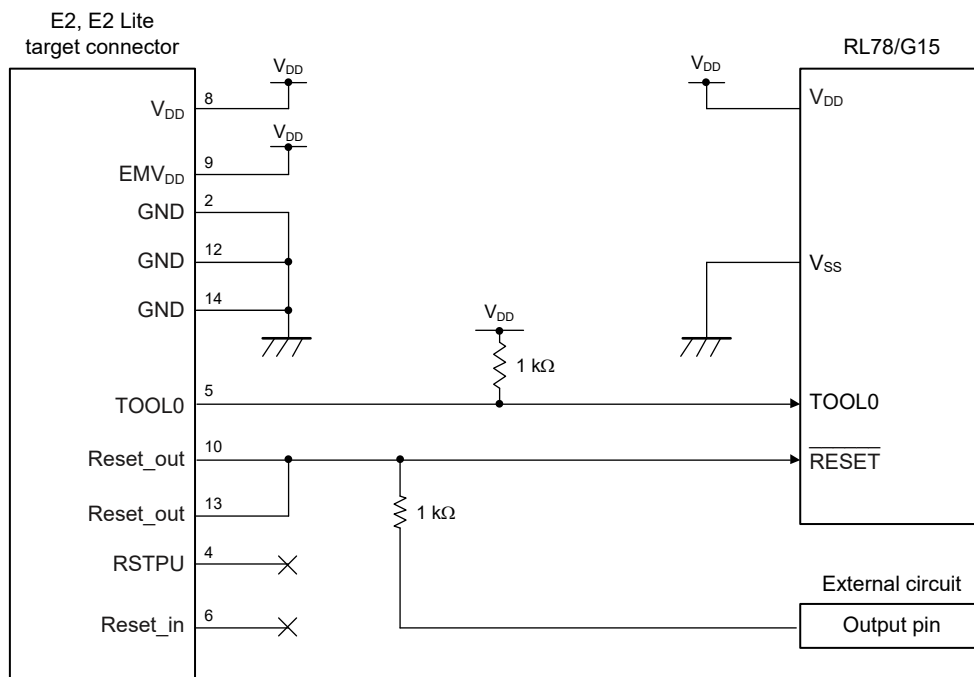 E2, E2 Lite
target connector
RL78/G15
VDD
VDD
VDD 8
VDD
VDD
EMVDD 9
GND 2
GND 12
GND 14
VSS
VDD
1 kΩ
TOOL0 5
TOOL0
Reset_out 10
RESET
Reset_out 13
1 kΩ
RSTPU 4
Reset_in 6
External circuit
Output pin